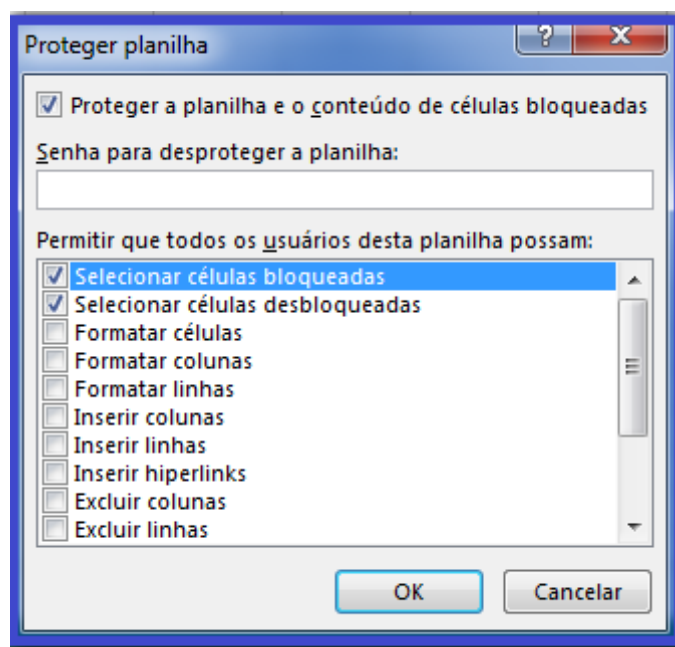 Proteger planilha
Proteger a planilha e o conteúdo de células bloqueadas
Senha para desproteger a planilha:
Permitir que todos os usuários desta planilha possam:
Selecionar células bloqueadas
Selecionar células desbloqueadas
Formatar células
Formatar colunas
Formatar linhas
Inserir colunas
Inserir linhas
Inserir hiperlinks
Excluir colunas
Excluir linhas
OK Cancelar